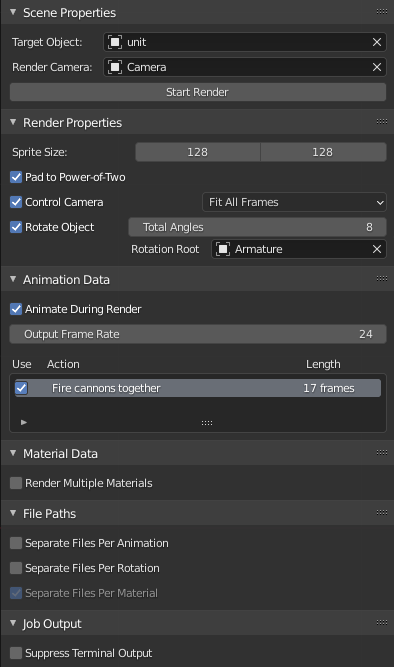 Scene Properties
Target Object: unit
Render Camera: Camera
Start Render
Render Properties
Sprite Size: 128 128
Pad to Power-of-Two
Control Camera Fit All Frames
Rotate Object Total Angles 8
Rotation Root Armature
Animation Data
Animate During Render
Output Frame Rate 24
Use Action Length
Fire cannons together 17 frames
Material Data
Render Multiple Materials
File Paths
Separate Files Per Animation
Separate Files Per Rotation
Separate Files Per Material
Job Output
Suppress Terminal Output